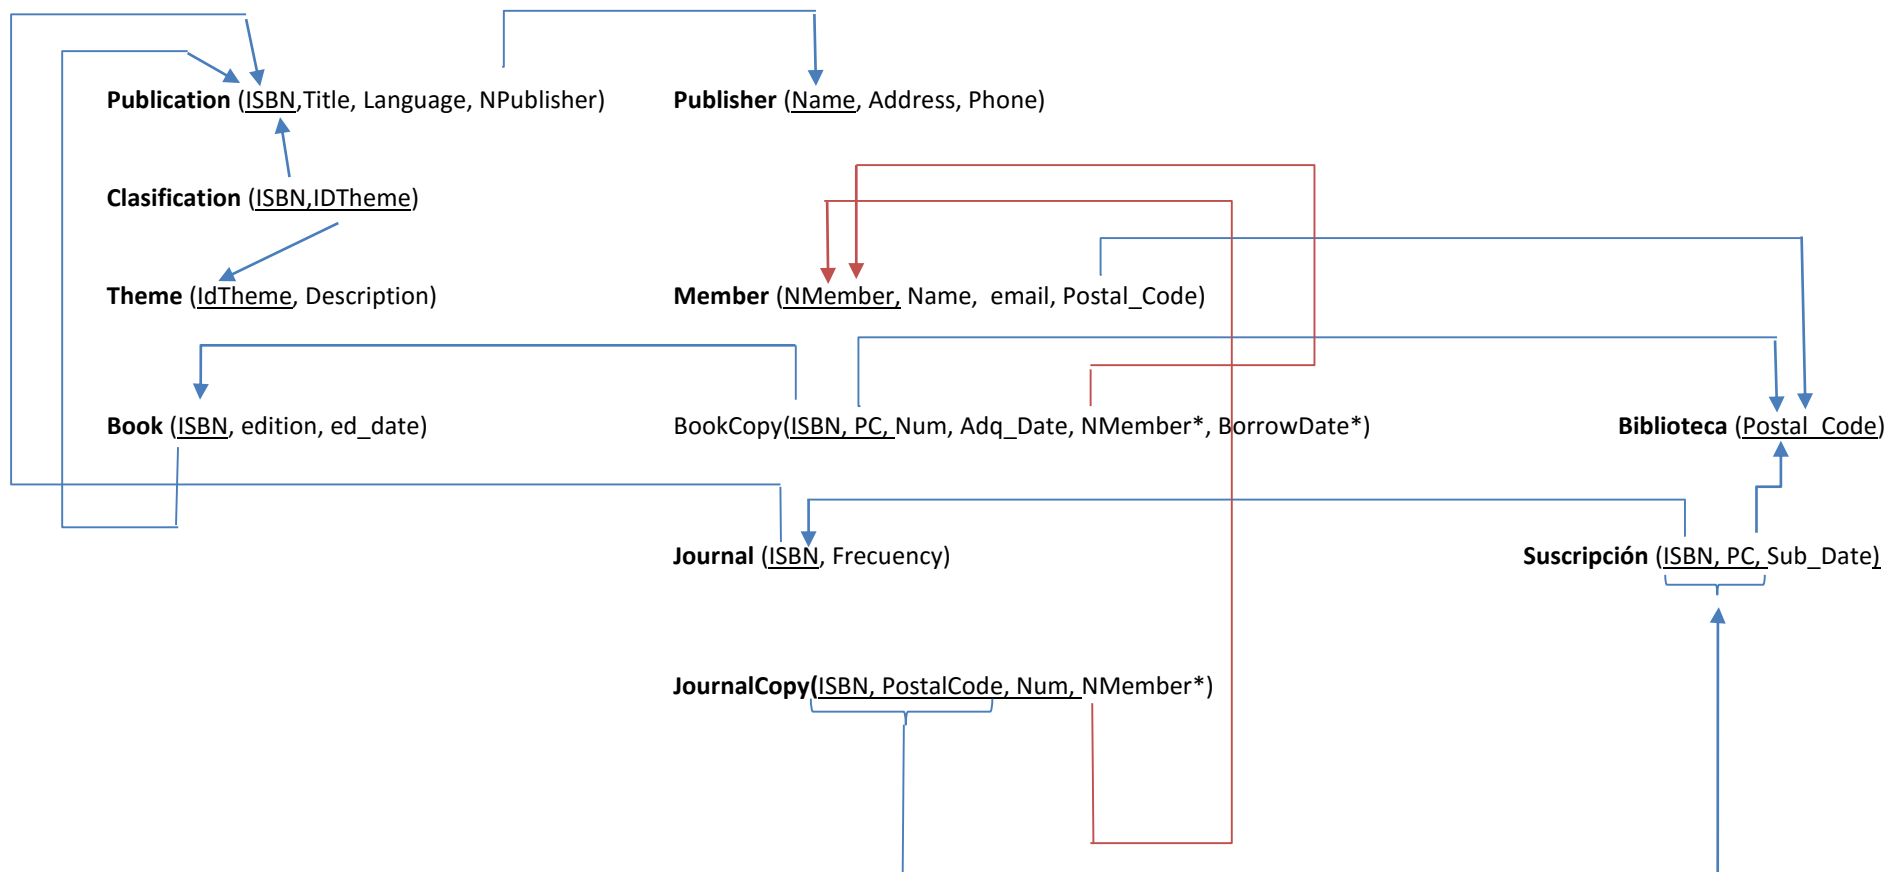 Publication (ISBN,Title, Language, NPublisher)
Publisher (Name, Address, Phone)
Clasification (ISBN,IDTheme)
Theme (IdTheme, Description)
Member (NMember, Name, email, Postal_Code)
Book (ISBN, edition, ed_date)
BookCopy(ISBN, PC, Num, Adq_Date, NMember*, BorrowDate*)
Biblioteca (Postal_Code)
Journal (ISBN, Frecuency)
Suscripción (ISBN, PC, Sub_Date)
JournalCopy(ISBN, PostalCode, Num, NMember*)